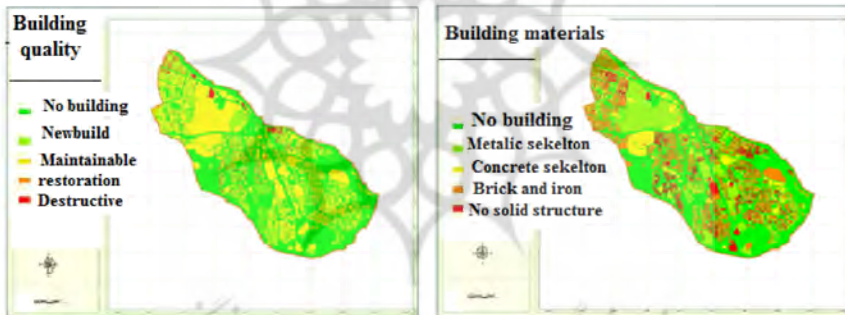 Building
quality
No building
Newbuild
Maintainable
restoration
Destructive
Building materials
No building
Metalic sekelton
Concrete sekelton
Brick and iron
No solid structure